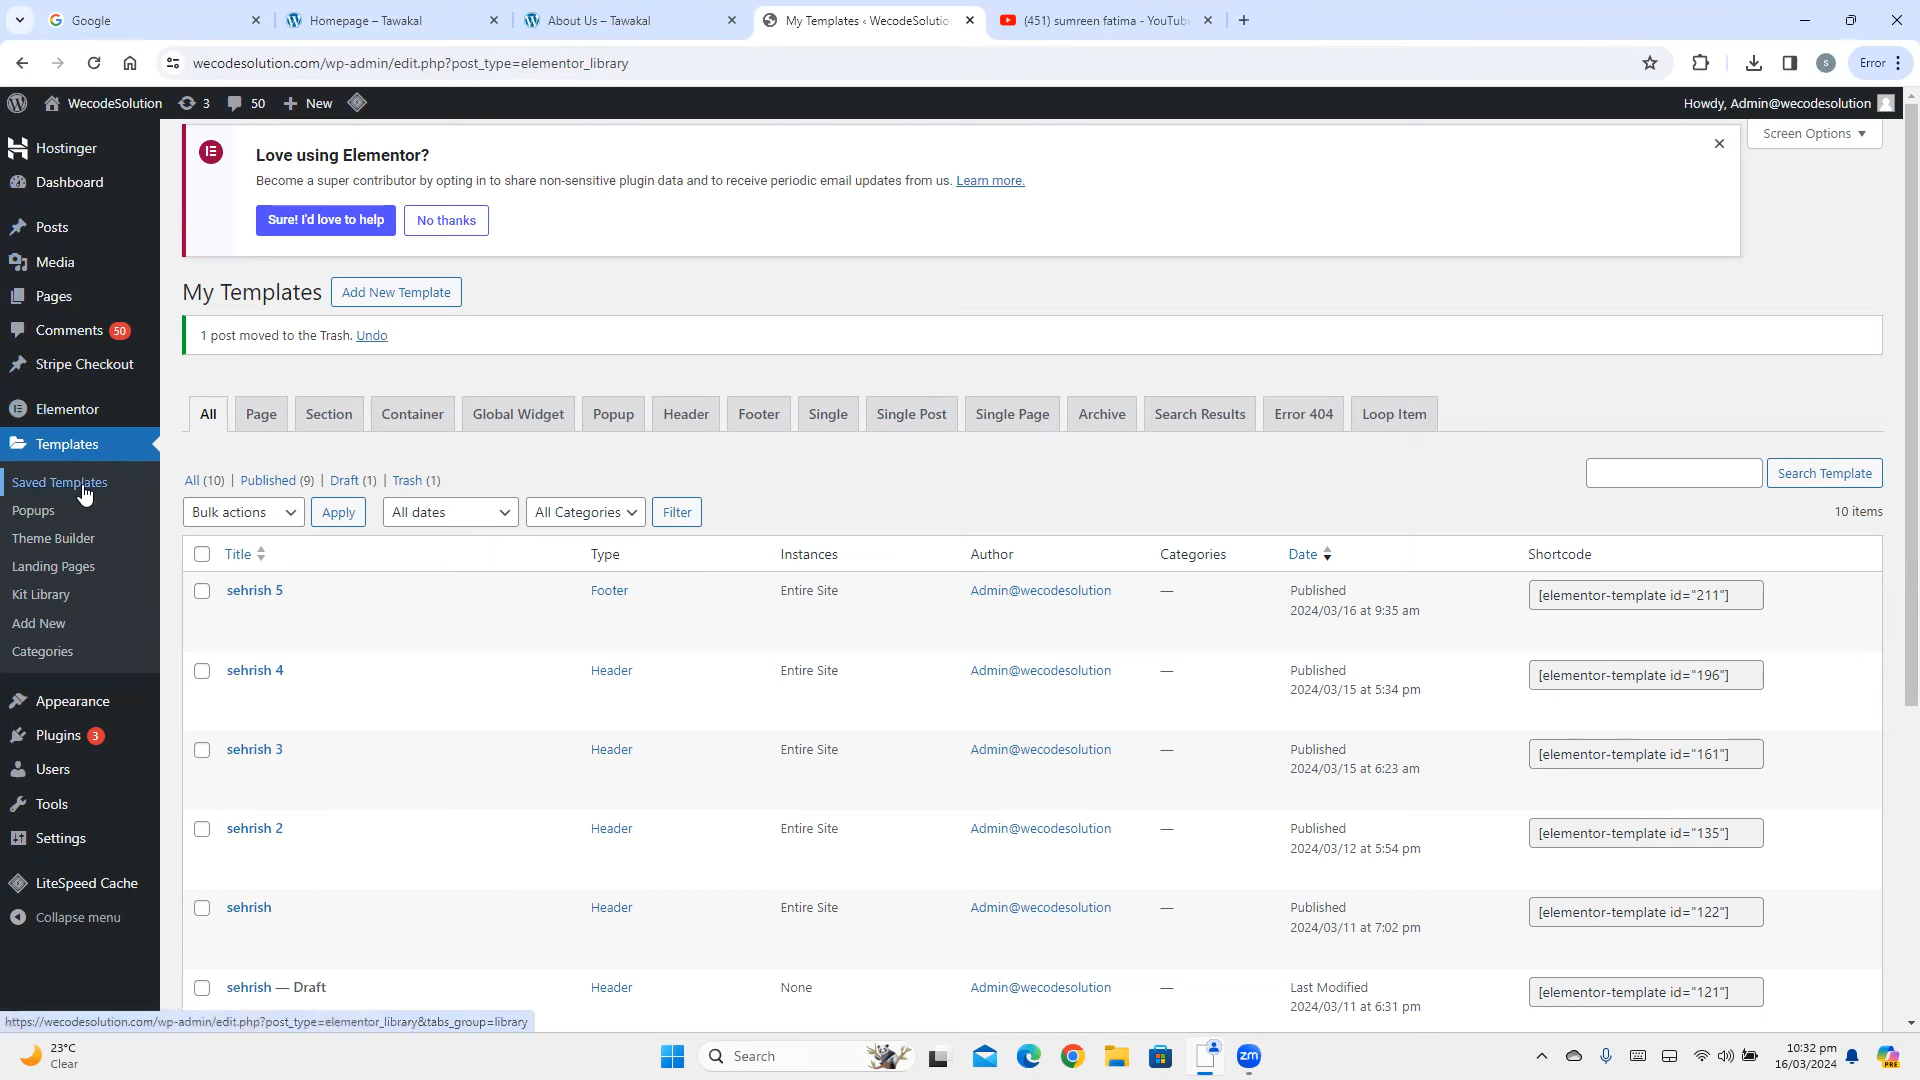 Google
Homepage – Tawakal
About Us – Tawakal
My Templates ‹ WecodeSolution
(451) sumreen fatima - YouTube
wecodesolution.com/wp-admin/edit.php?post_type=elementor_library
S
Error
WecodeSolution
3
50
New
Howdy, Admin@wecodesolution
Hostinger
Dashboard
Posts
Media
Pages
Comments 50
Stripe Checkout
Elementor
Templates
Saved Templates
Popups
Theme Builder
Landing Pages
Kit Library
Add New
Categories
Appearance
Plugins 3
Users
Tools
Settings
LiteSpeed Cache
Collapse menu
Screen Options
Love using Elementor?
Become a super contributor by opting in to share non-sensitive plugin data and to receive periodic email updates from us. Learn more.
Sure! I'd love to help
No thanks
My Templates
Add New Template
1 post moved to the Trash. Undo
All
Page
Section
Container
Global Widget
Popup
Header
Footer
Single
Single Post
Single Page
Archive
Search Results
Error 404
Loop Item
All (10) | Published (9) | Draft (1) | Trash (1)
Search Template
Bulk actions
Apply
All dates
All Categories
Filter
10 items
Title Type Instances Author Categories Date Shortcode
sehrish 5 Footer Entire Site Admin@wecodesolution — Published [elementor-template id="211"]
2024/03/16 at 9:35 am
sehrish 4 Header Entire Site Admin@wecodesolution — Published [elementor-template id="196"]
2024/03/15 at 5:34 pm
sehrish 3 Header Entire Site Admin@wecodesolution — Published [elementor-template id="161"]
2024/03/15 at 6:23 am
sehrish 2 Header Entire Site Admin@wecodesolution — Published [elementor-template id="135"]
2024/03/12 at 5:54 pm
sehrish Header Entire Site Admin@wecodesolution — Published [elementor-template id="122"]
2024/03/11 at 7:02 pm
sehrish — Draft Header None Admin@wecodesolution — Last Modified [elementor-template id="121"]
2024/03/11 at 6:31 pm
https://wecodesolution.com/wp-admin/edit.php?post_type=elementor_library&tabs_group=library
23°C
Clear
Search
zm
10:32 pm
16/03/2024
PRE